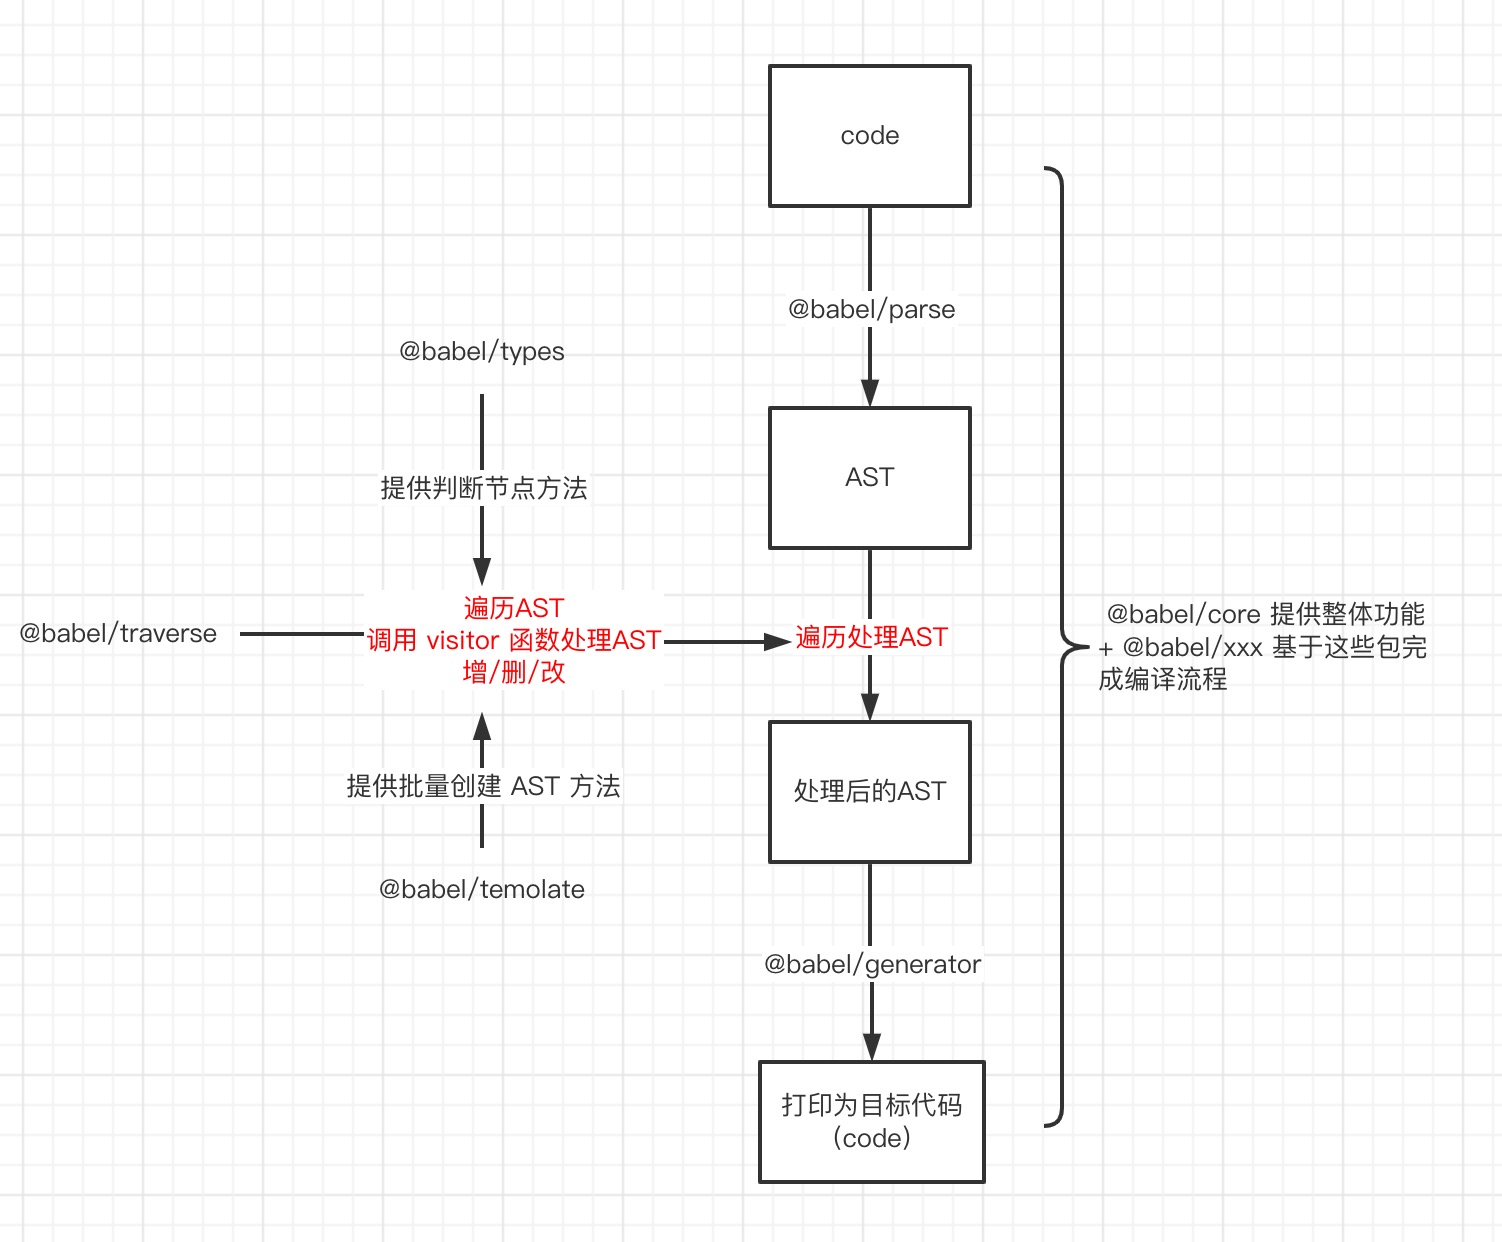 code
@babel/parse
@babel/types
AST
提供判断节点方法
遍历AST
调用 visitor 函数处理AST
增/删/改
@babel/traverse
遍历处理AST
@babel/core 提供整体功能
+ @babel/xxx 基于这些包完
成编译流程
提供批量创建 AST 方法
处理后的AST
@babel/temolate
@babel/generator
打印为目标代码
(code)